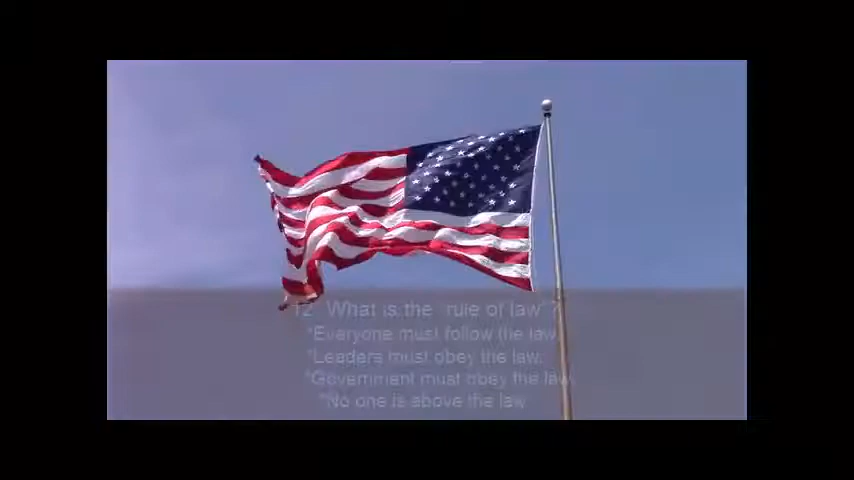 12. What is the "rule of law"?
*Everyone must follow the law.
*Leaders must obey the law.
*Government must obey the law.
*No one is above the law